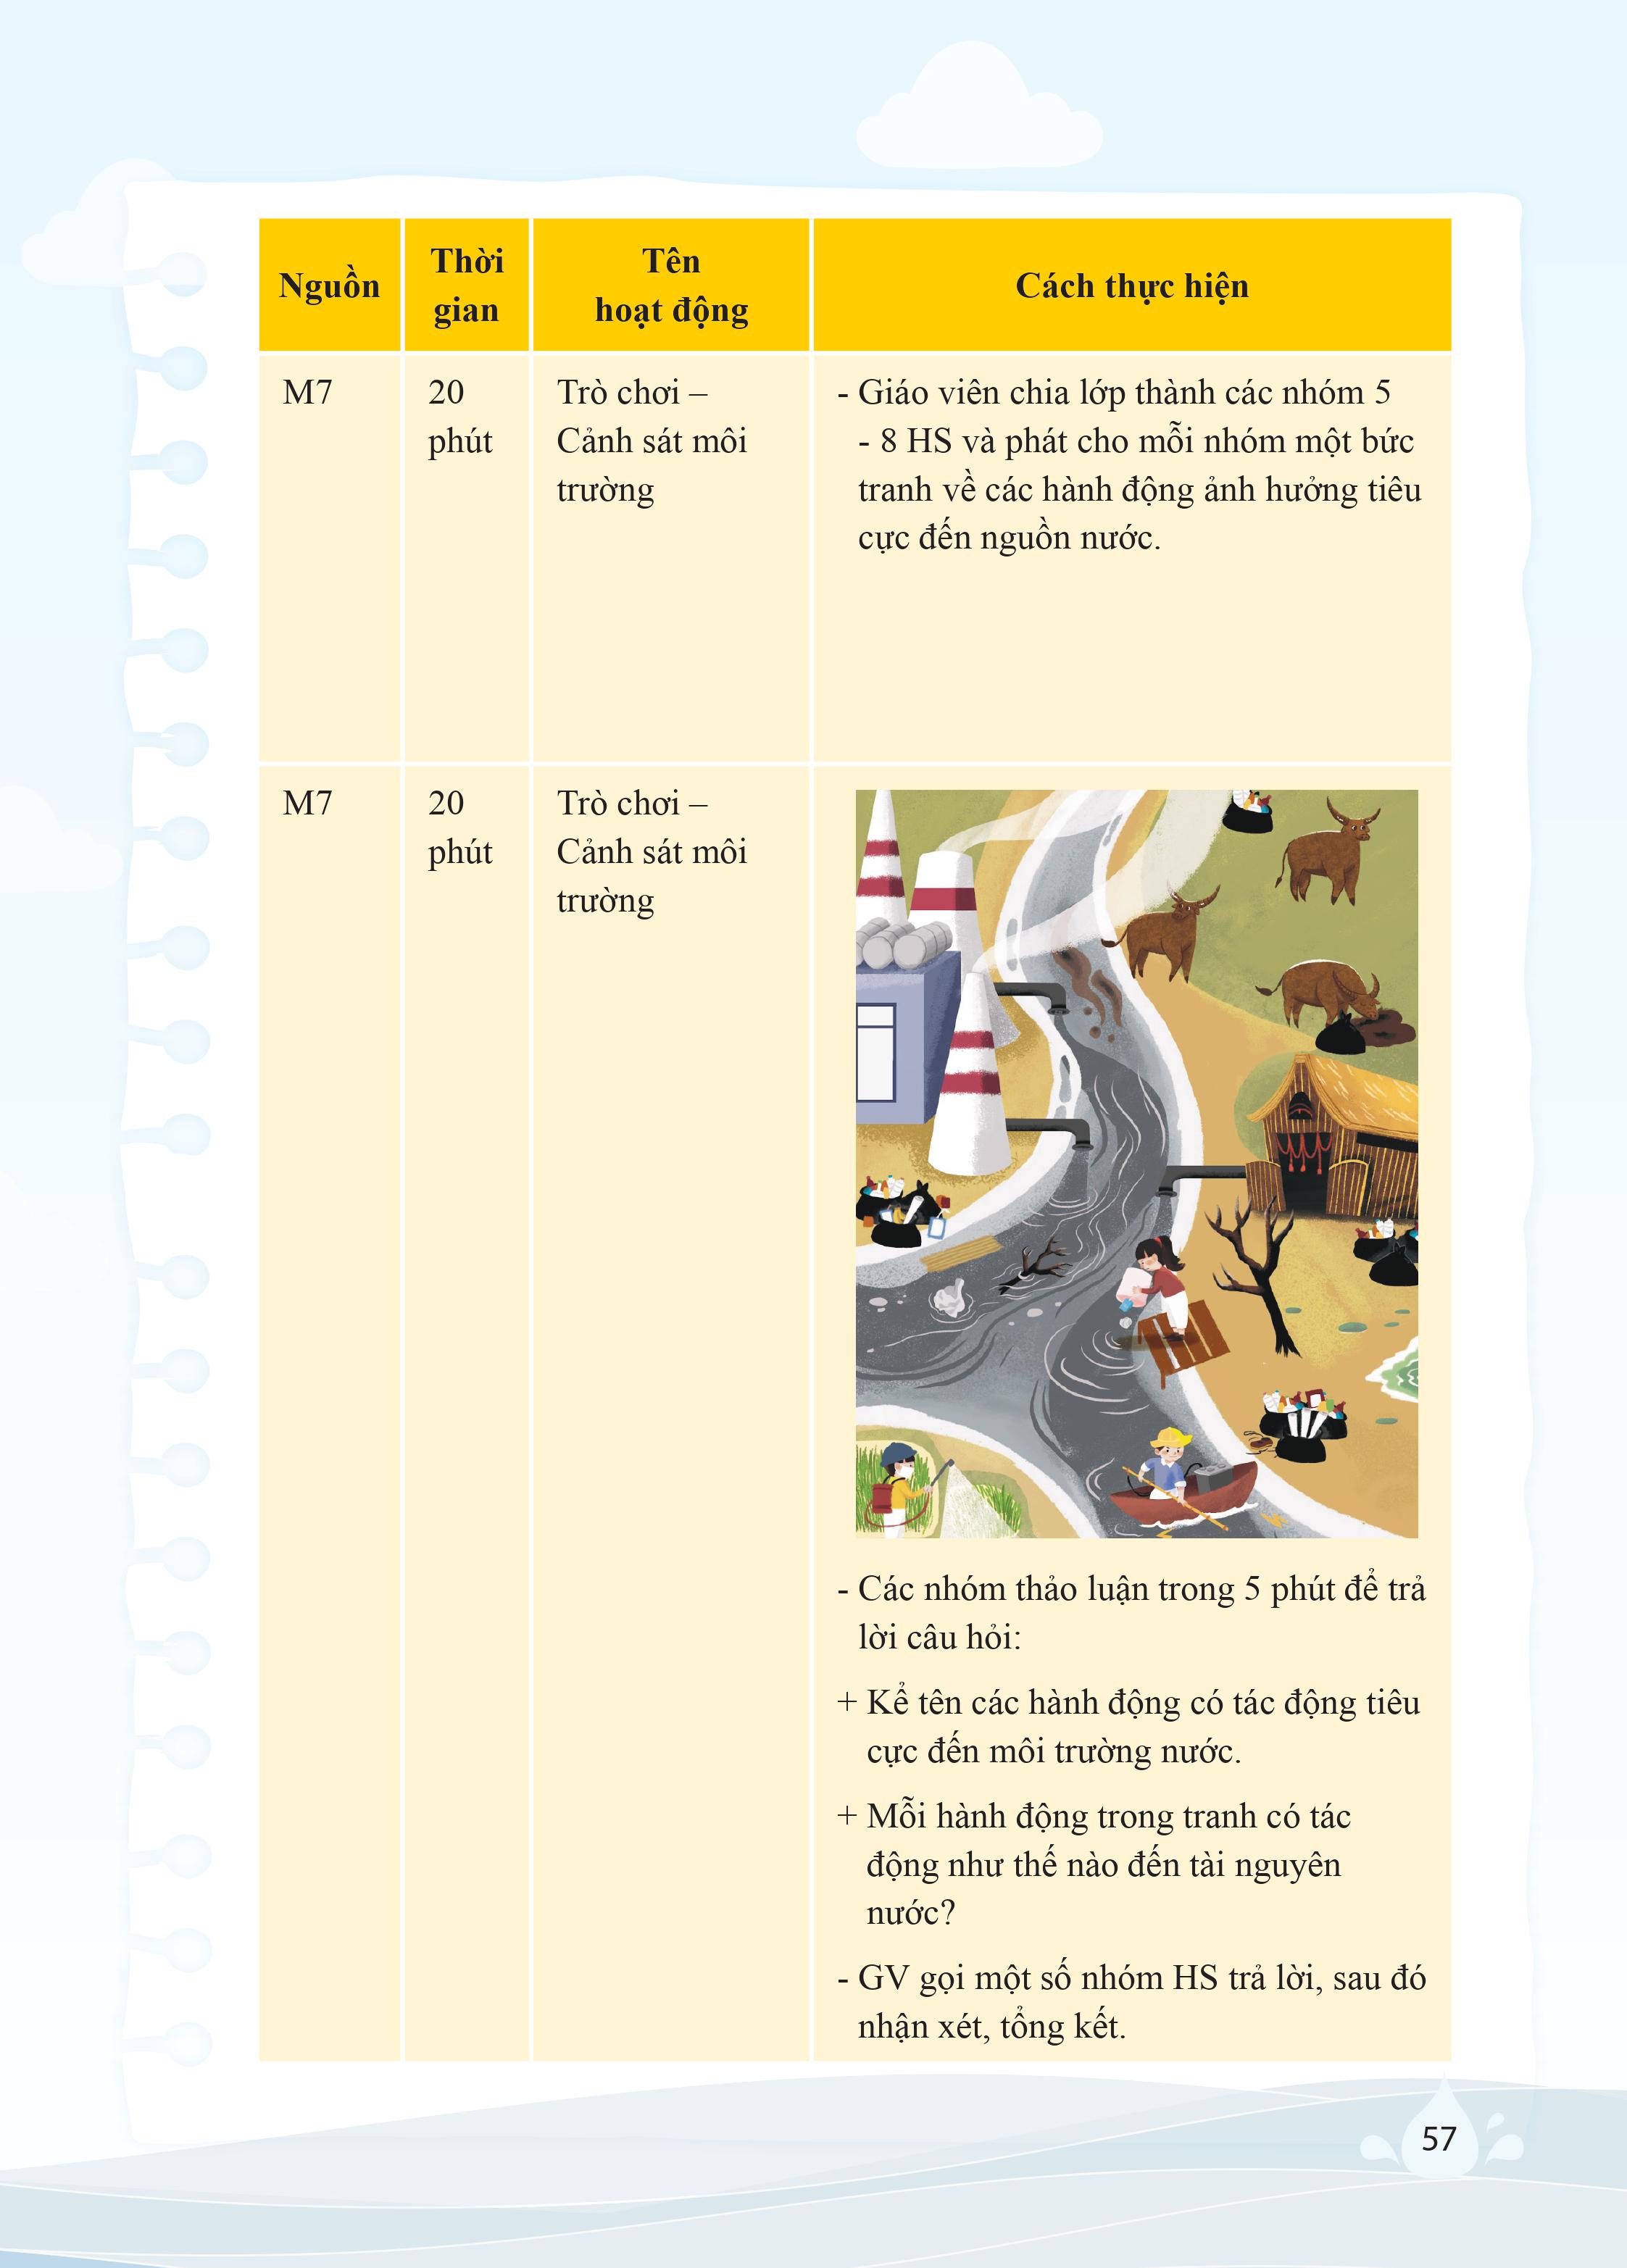 Nguồn
Thời
gian
Tên
hoạt động
Cách thực hiện
M7
20
phút
Trò chơi –
Cảnh sát môi
trường
- Giáo viên chia lớp thành các nhóm 5
- 8 HS và phát cho mỗi nhóm một bức
tranh về các hành động ảnh hưởng tiêu
cực đến nguồn nước.
M7
20
phút
Trò chơi –
Cảnh sát môi
trường
- Các nhóm thảo luận trong 5 phút để trả
lời câu hỏi:
+ Kể tên các hành động có tác động tiêu
cực đến môi trường nước.
+ Mỗi hành động trong tranh có tác
động như thế nào đến tài nguyên
nước?
- GV gọi một số nhóm HS trả lời, sau đó
nhận xét, tổng kết.
57